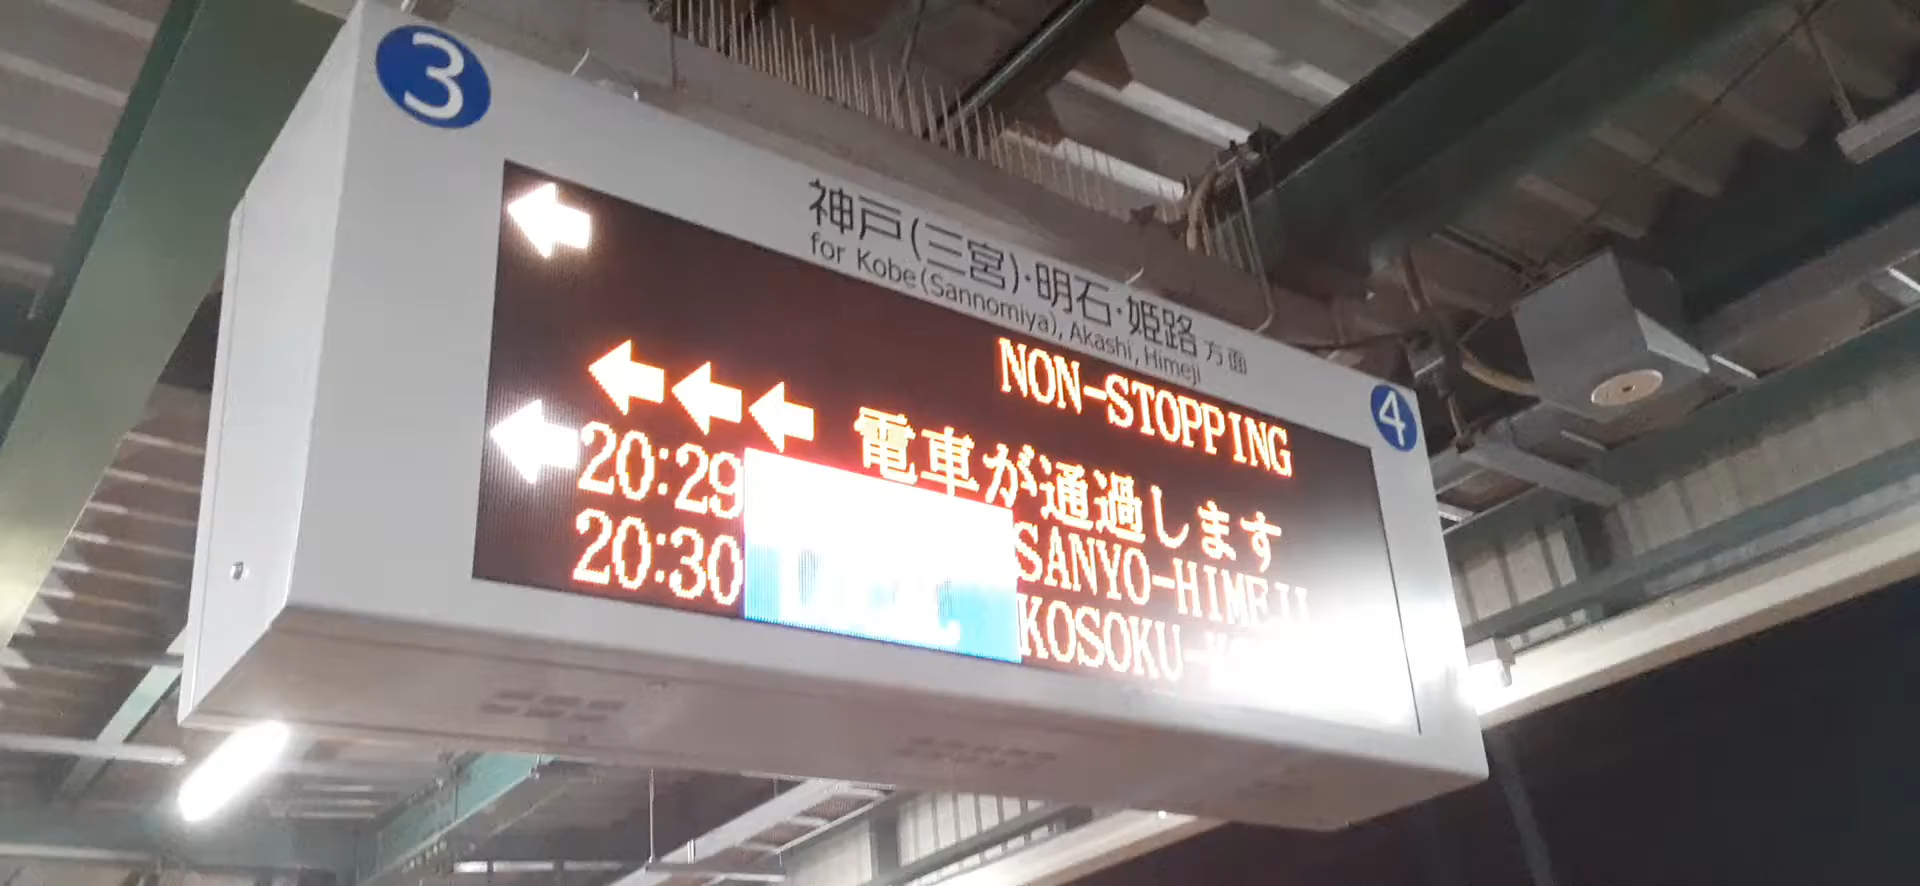 3
神戸(三宮)・明石・姫路 方面
for Kobe(Sannomiya), Akashi, Himeji
4
NON-STOPPING
電車が通過します
20:29 SANYO-HIMEJI
20:30 KOSOKU-